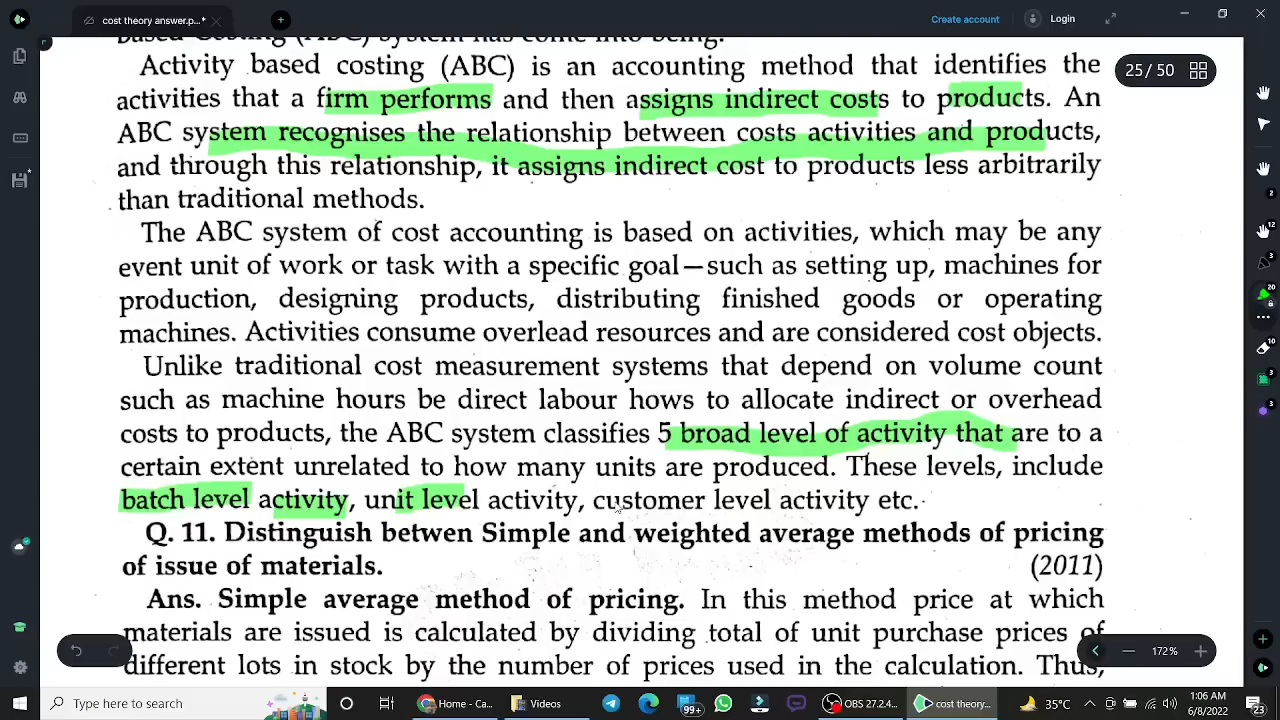 cost theory answer.p...*
Create account
Login
Based Costing (ABC) system has come into being.
25/50
Activity based costing (ABC) is an accounting method that identifies the
activities that a firm performs and then assigns indirect costs to products. An
ABC system recognises the relationship between costs activities and products,
and through this relationship, it assigns indirect cost to products less arbitrarily
than traditional methods.
The ABC system of cost accounting is based on activities, which may be any
event unit of work or task with a specific goal—such as setting up, machines for
production, designing products, distributing finished goods or operating
machines. Activities consume overlead resources and are considered cost objects.
Unlike traditional cost measurement systems that depend on volume count
such as machine hours be direct labour hows to allocate indirect or overhead
costs to products, the ABC system classifies 5 broad level of activity that are to a
certain extent unrelated to how many units are produced. These levels, include
batch level activity, unit level activity, customer level activity etc.
Q. 11. Distinguish betwen Simple and weighted average methods of pricing
of issue of materials. (2011)
Ans. Simple average method of pricing. In this method price at which
materials are issued is calculated by dividing total of unit purchase prices of
different lots in stock by the number of prices used in the calculation. Thus,
172%
2
12
3
20
10
3
3
Type here to search
Home - Ca...
Videos
99+
OBS 27.2.4...
cost theory...
35°C
1:06 AM
6/8/2022
23